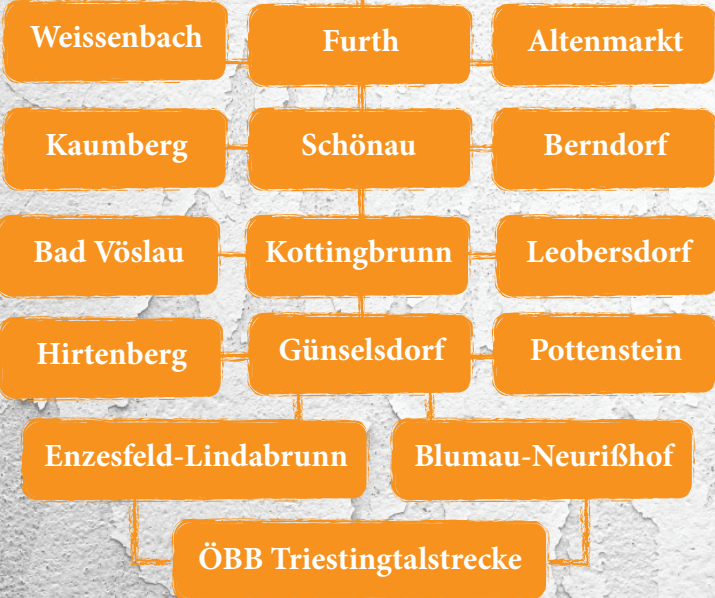 Weissenbach
Furth
Altenmarkt
Kaumberg
Schönau
Berndorf
Bad Vöslau
Kottingbrunn
Leobersdorf
Hirtenberg
Günselsdorf
Pottenstein
Enzesfeld-Lindabrunn
Blumau-Neurißhof
ÖBB Triestingtalstrecke